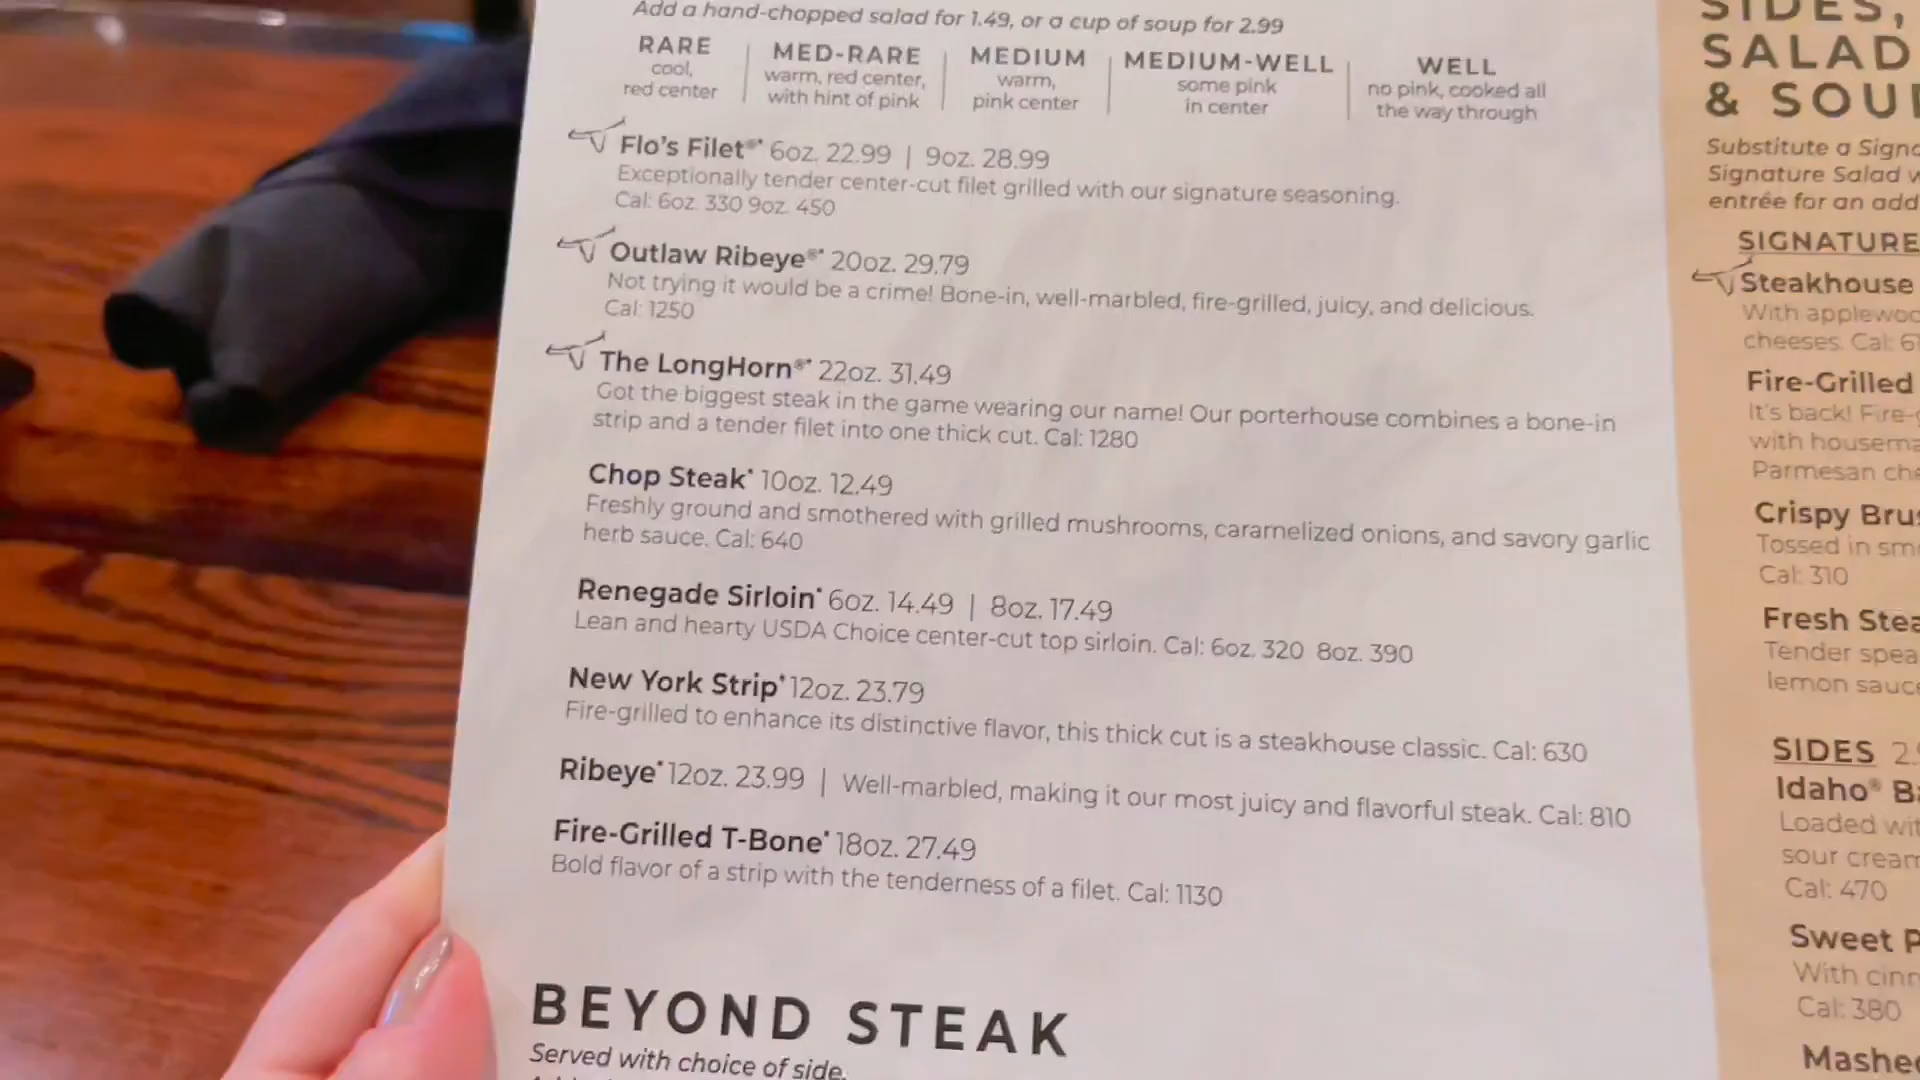 Add a hand-chopped salad for 1.49, or a cup of soup for 2.99
RARE
cool,
red center
MED-RARE
warm, red center,
with hint of pink
MEDIUM
warm,
pink center
MEDIUM-WELL
some pink
in center
WELL
no pink, cooked all
the way through
Flo's Filet®* 6oz. 22.99 | 9oz. 28.99
Exceptionally tender center-cut filet grilled with our signature seasoning.
Cal: 6oz. 330 9oz. 450
Outlaw Ribeye®* 20oz. 29.79
Not trying it would be a crime! Bone-in, well-marbled, fire-grilled, juicy, and delicious.
Cal: 1250
The LongHorn®* 22oz. 31.49
Got the biggest steak in the game wearing our name! Our porterhouse combines a bone-in
strip and a tender filet into one thick cut. Cal: 1280
Chop Steak* 10oz. 12.49
Freshly ground and smothered with grilled mushrooms, caramelized onions, and savory garlic
herb sauce. Cal: 640
Renegade Sirloin* 6oz. 14.49 | 8oz. 17.49
Lean and hearty USDA Choice center-cut top sirloin. Cal: 6oz. 320 8oz. 390
New York Strip* 12oz. 23.79
Fire-grilled to enhance its distinctive flavor, this thick cut is a steakhouse classic. Cal: 630
Ribeye* 12oz. 23.99 | Well-marbled, making it our most juicy and flavorful steak. Cal: 810
Fire-Grilled T-Bone* 18oz. 27.49
Bold flavor of a strip with the tenderness of a filet. Cal: 1130
BEYOND STEAK
Served with choice of side.
SIDES,
SALAD
& SOU
Substitute a Signa
Signature Salad w
entrée for an add
SIGNATURE
Steakhouse
With applewoo
cheeses. Cal: 6
Fire-Grilled
It's back! Fire-g
with housema
Parmesan che
Crispy Brus
Tossed in smo
Cal: 310
Fresh Stea
Tender spea
lemon sauce
SIDES 2.9
Idaho® Ba
Loaded wit
sour cream
Cal: 470
Sweet P
With cinn
Cal: 380
Mashe